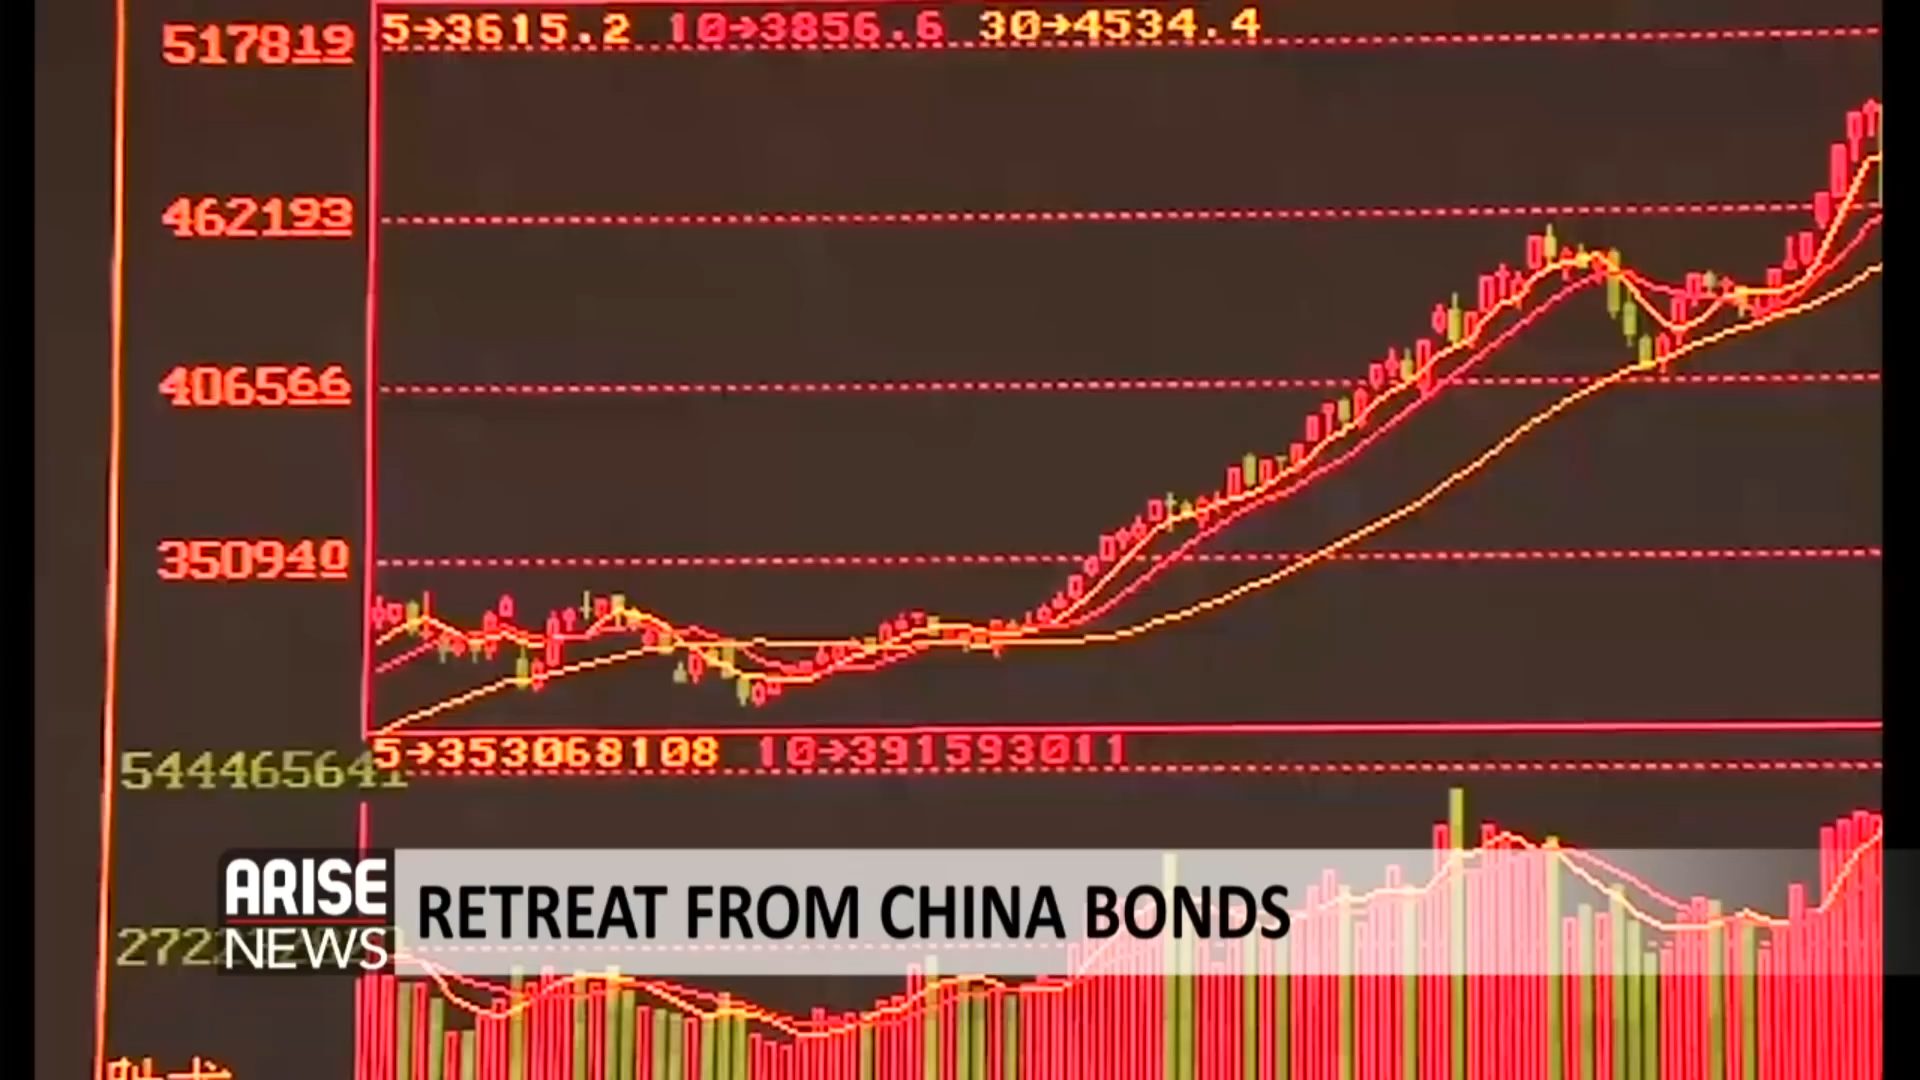 5→3615.2 10→3856.6 30→4534.4
517819
462193
406566
350940
5→353068108 10→391593011
544465641
ARISE
NEWS
RETREAT FROM CHINA BONDS